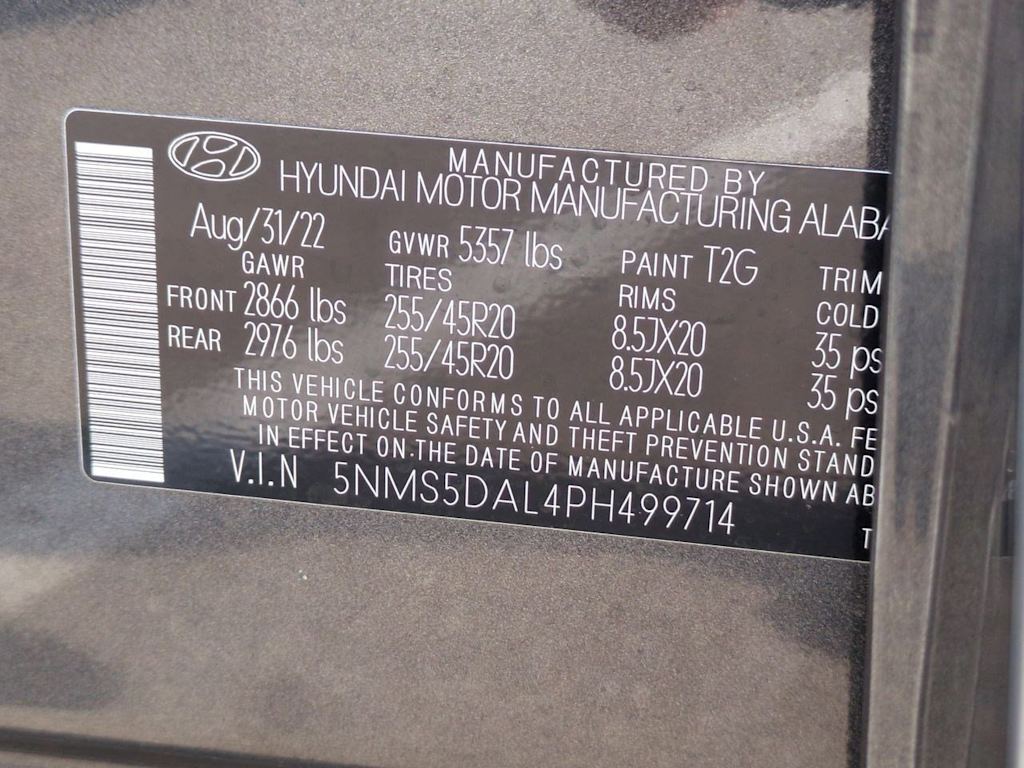 MANUFACTURED BY
HYUNDAI MOTOR MANUFACTURING ALABA
Aug/31/22 GVWR 5357 lbs PAINT T2G TRIM
GAWR TIRES RIMS COLD
FRONT 2866 lbs 255/45R20 8.5JX20 35 ps
REAR 2976 lbs 255/45R20 8.5JX20 35 ps
THIS VEHICLE CONFORMS TO ALL APPLICABLE U.S.A. FE
MOTOR VEHICLE SAFETY AND THEFT PREVENTION STAND
IN EFFECT ON THE DATE OF MANUFACTURE SHOWN AB
V.I.N 5NMS5DAL4PH499714
T